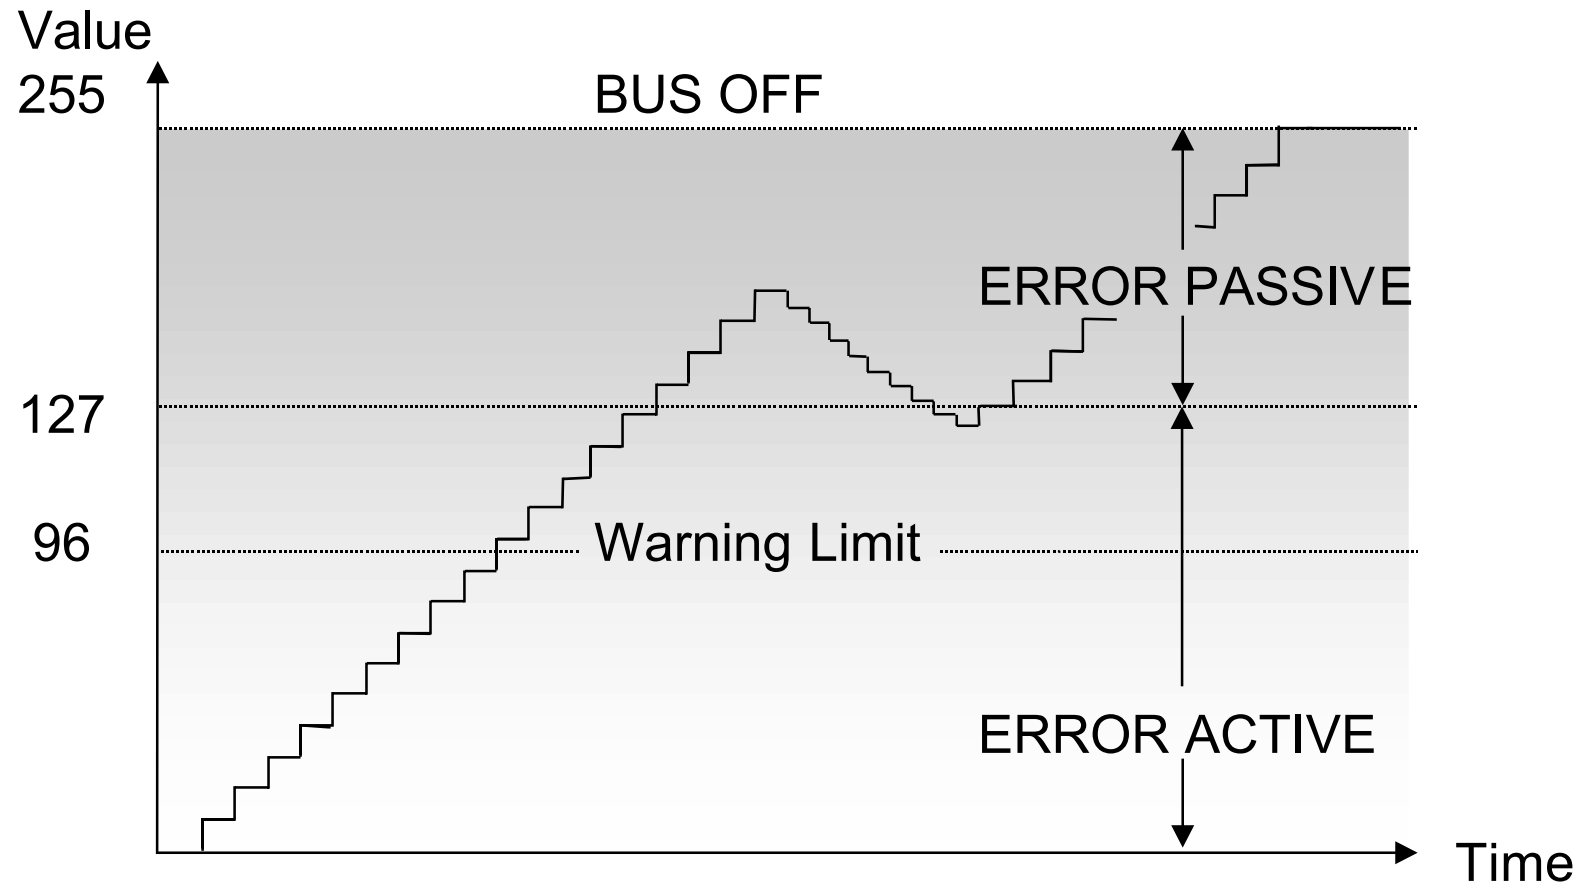 Value
255
BUS OFF
ERROR PASSIVE
127
96
Warning Limit
ERROR ACTIVE
Time